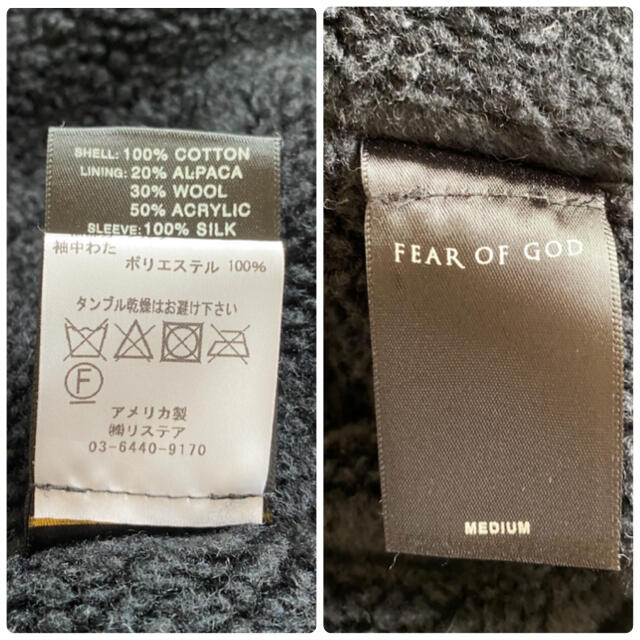 SHELL: 100% COTTON
LINING: 20% ALPACA
30% WOOL
50% ACRYLIC
SLEEVE: 100% SILK
袖中わた
ポリエステル 100%
タンブル乾燥はお避け下さい
F
アメリカ製
㈱リステア
03-6440-9170
FEAR OF GOD
MEDIUM